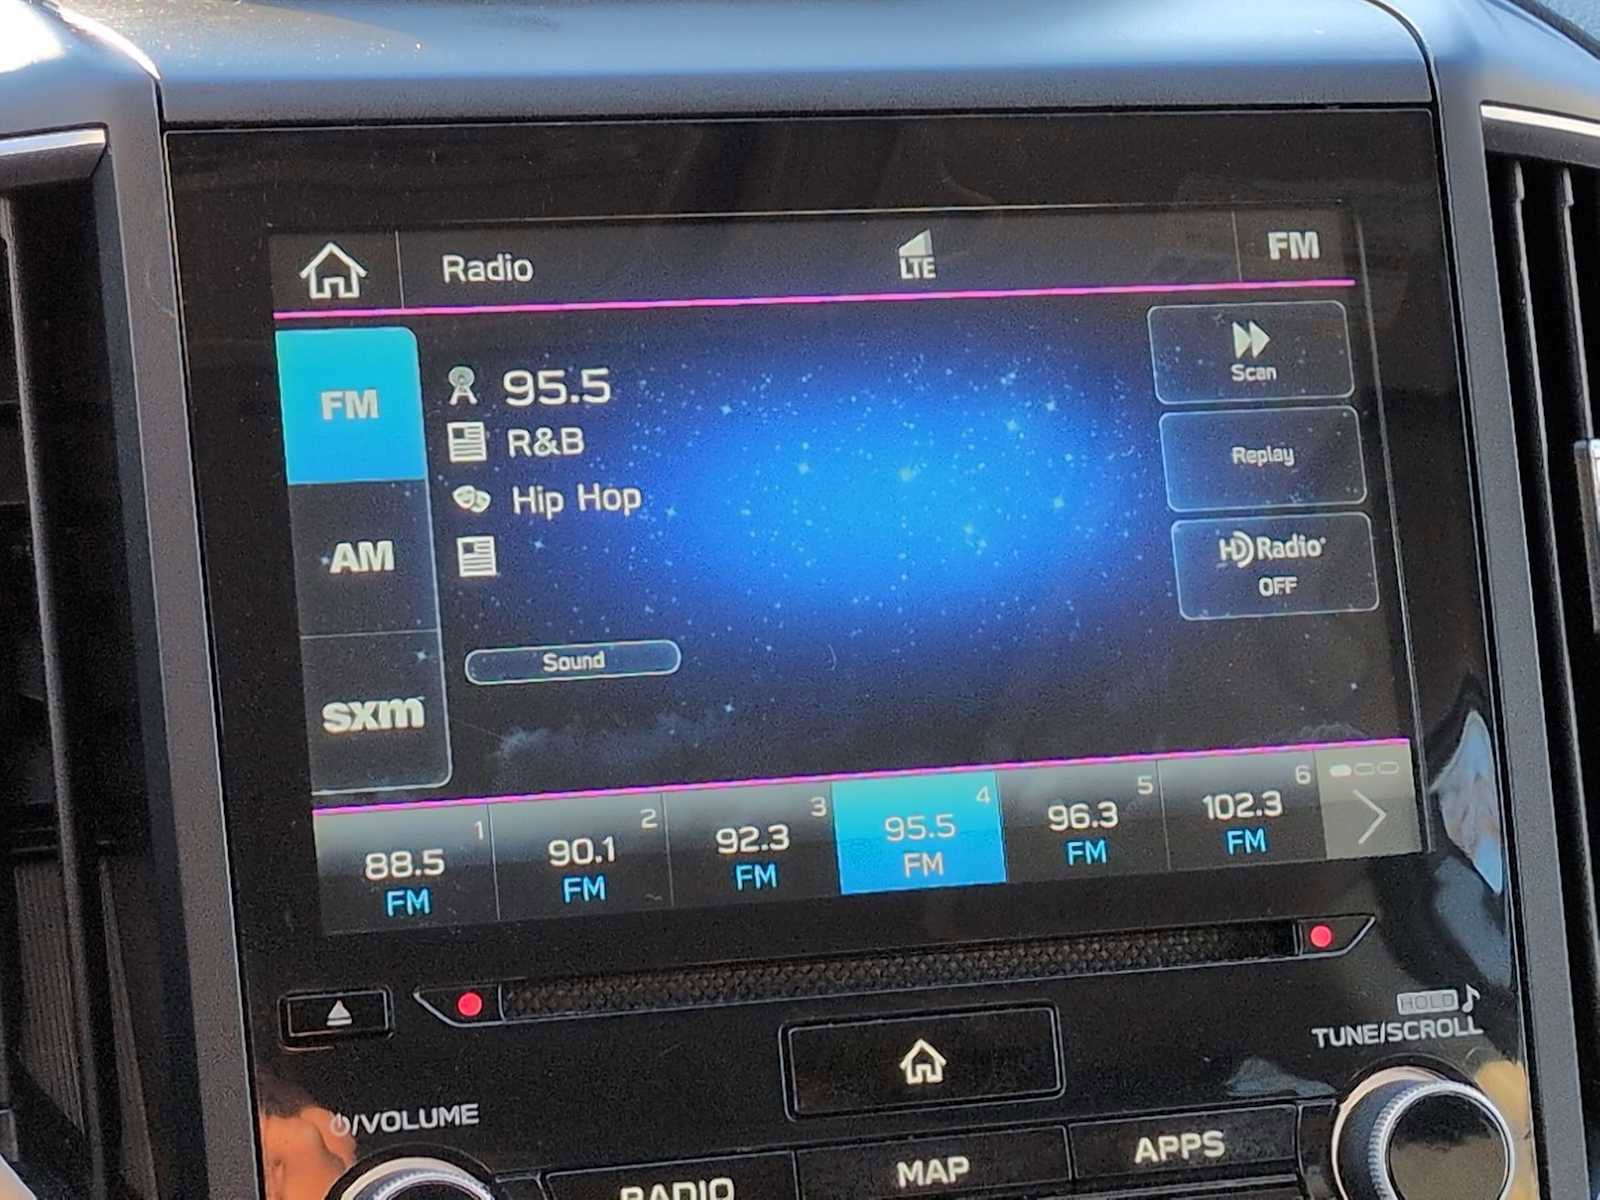 Radio
LTE
FM
FM
95.5
R&B
Hip Hop
AM
sxm
Sound
Scan
Replay
HD Radio
OFF
1
88.5
FM
2
90.1
FM
3
92.3
FM
4
95.5
FM
5
96.3
FM
6
102.3
FM
HOLD
TUNE/SCROLL
/VOLUME
RADIO
MAP
APPS